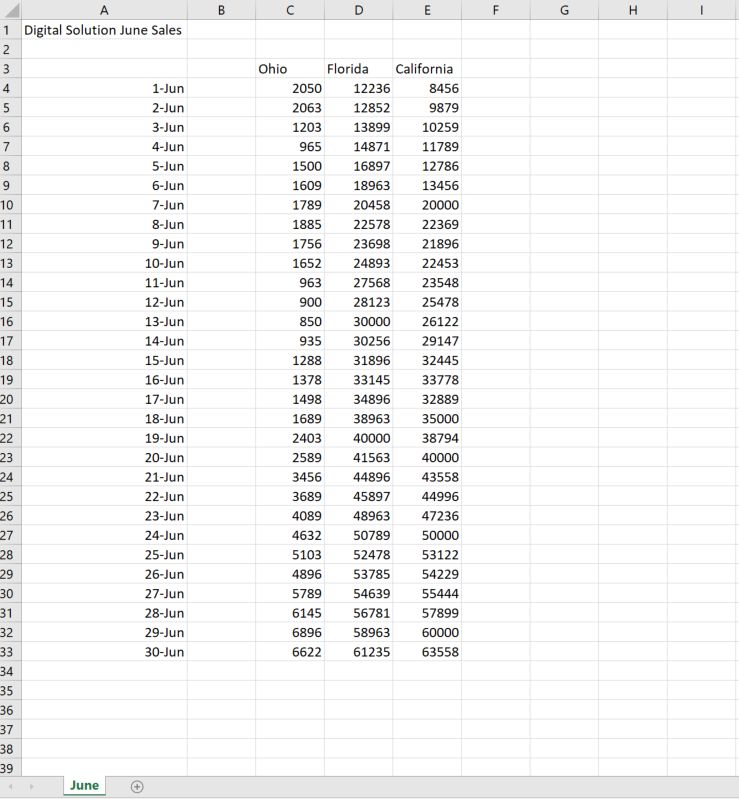 A B C D E F G H I
1 Digital Solution June Sales
2
3 Ohio Florida California
4 1-Jun 2050 12236 8456
5 2-Jun 2063 12852 9879
6 3-Jun 1203 13899 10259
7 4-Jun 965 14871 11789
8 5-Jun 1500 16897 12786
9 6-Jun 1609 18963 13456
10 7-Jun 1789 20458 20000
11 8-Jun 1885 22578 22369
12 9-Jun 1756 23698 21896
13 10-Jun 1652 24893 22453
14 11-Jun 963 27568 23548
15 12-Jun 900 28123 25478
16 13-Jun 850 30000 26122
17 14-Jun 935 30256 29147
18 15-Jun 1288 31896 32445
19 16-Jun 1378 33145 33778
20 17-Jun 1498 34896 32889
21 18-Jun 1689 38963 35000
22 19-Jun 2403 40000 38794
23 20-Jun 2589 41563 40000
24 21-Jun 3456 44896 43558
25 22-Jun 3689 45897 44996
26 23-Jun 4089 48963 47236
27 24-Jun 4632 50789 50000
28 25-Jun 5103 52478 53122
29 26-Jun 4896 53785 54229
30 27-Jun 5789 54639 55444
31 28-Jun 6145 56781 57899
32 29-Jun 6896 58963 60000
33 30-Jun 6622 61235 63558
34
35
36
37
38
39
June